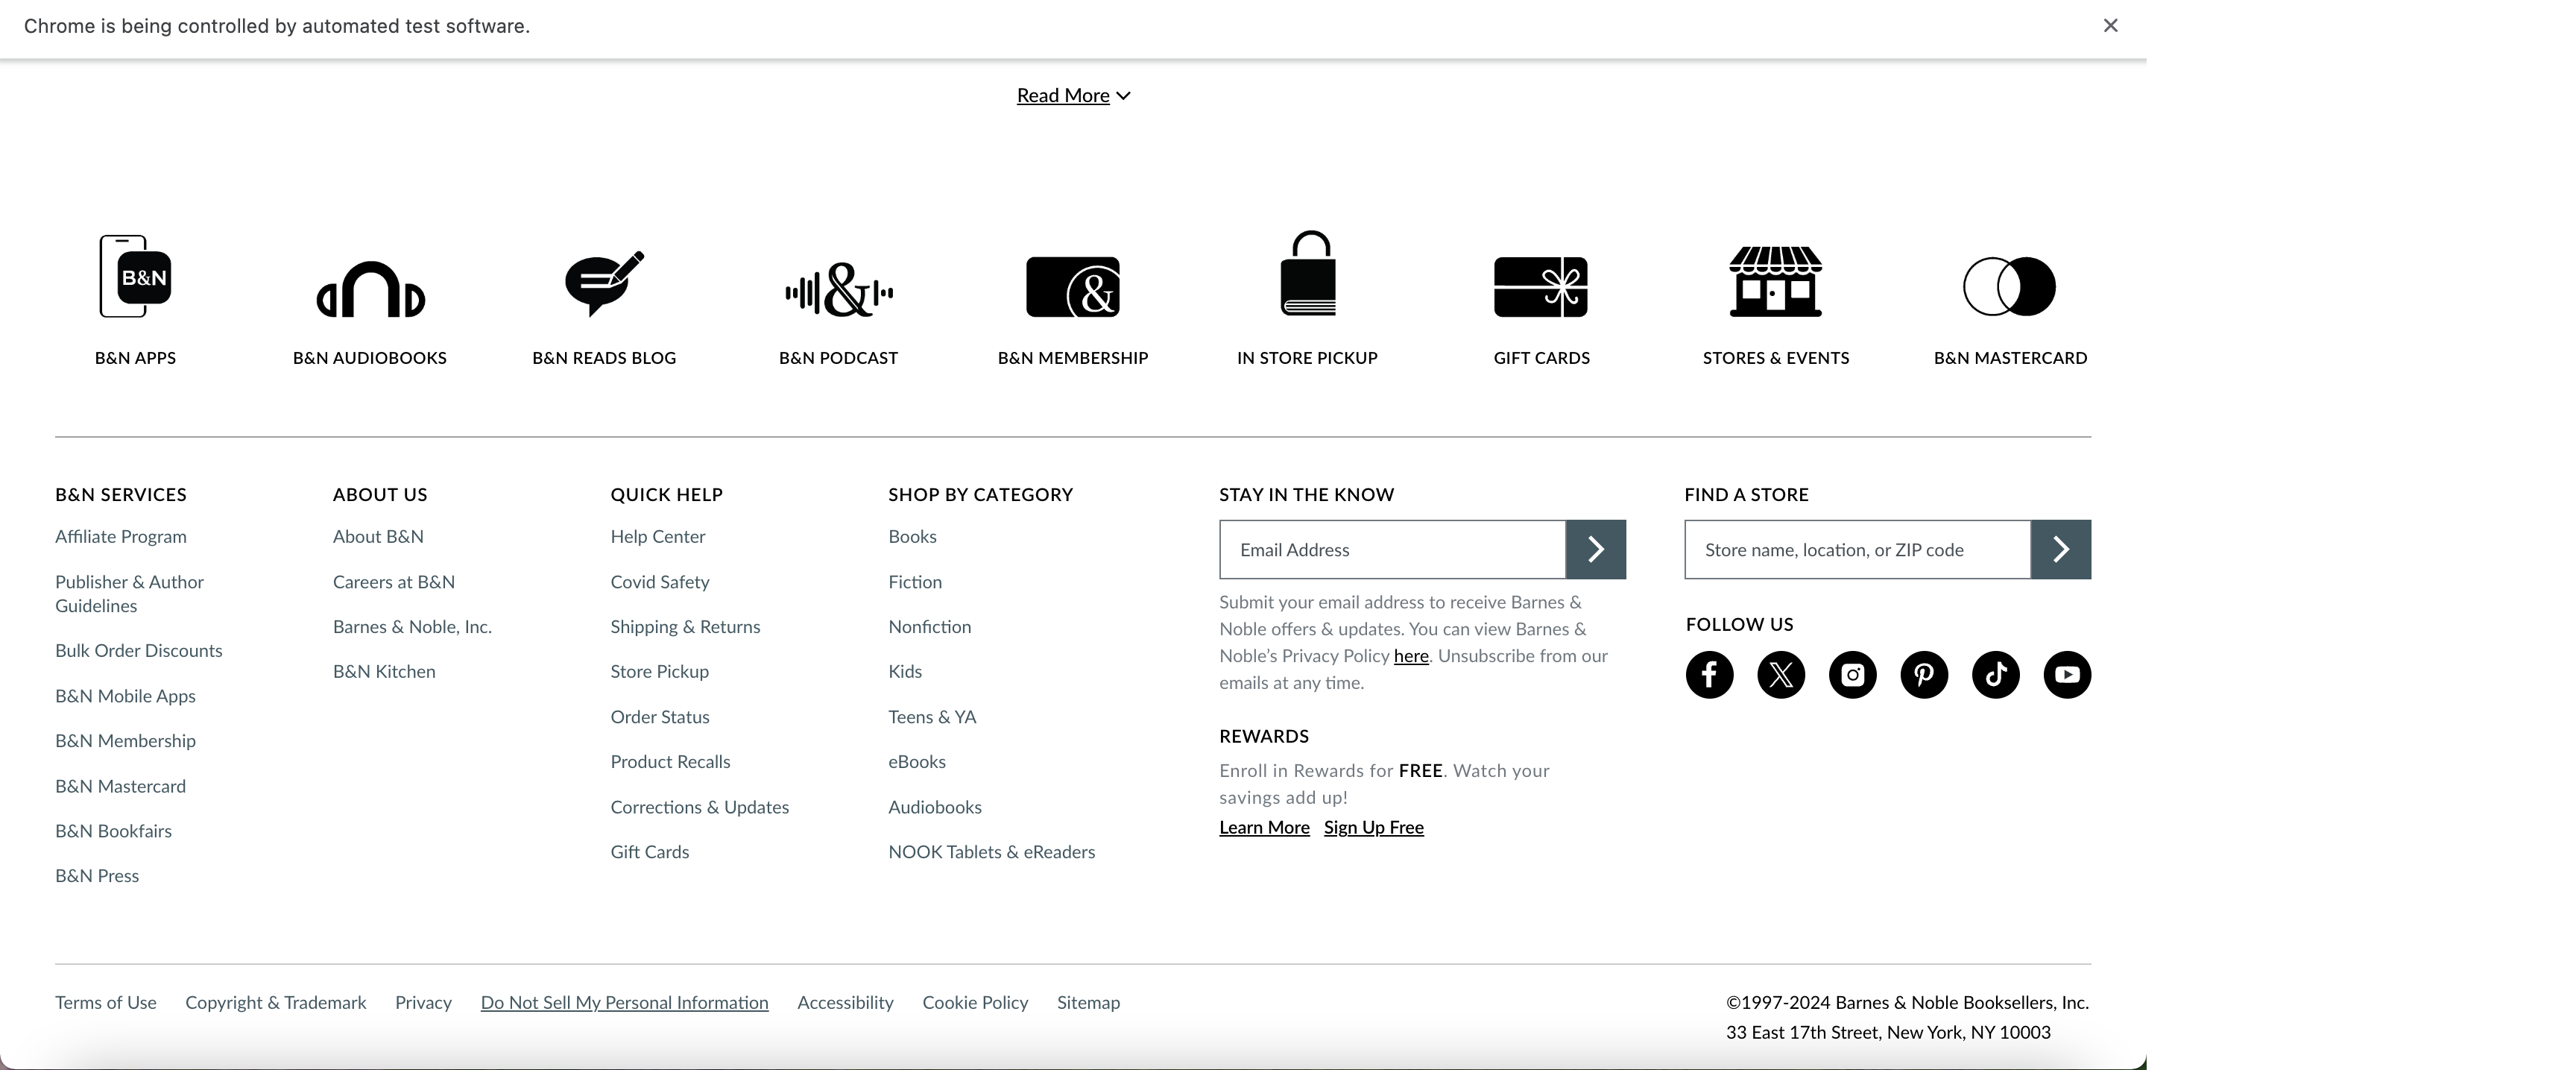 Chrome is being controlled by automated test software.
Read More
B&N
&
&
B&N APPS
B&N AUDIOBOOKS
B&N READS BLOG
B&N PODCAST
B&N MEMBERSHIP
IN STORE PICKUP
GIFT CARDS
STORES & EVENTS
B&N MASTERCARD
B&N SERVICES
Affiliate Program
Publisher & Author
Guidelines
Bulk Order Discounts
B&N Mobile Apps
B&N Membership
B&N Mastercard
B&N Bookfairs
B&N Press
ABOUT US
About B&N
Careers at B&N
Barnes & Noble, Inc.
B&N Kitchen
QUICK HELP
Help Center
Covid Safety
Shipping & Returns
Store Pickup
Order Status
Product Recalls
Corrections & Updates
Gift Cards
SHOP BY CATEGORY
Books
Fiction
Nonfiction
Kids
Teens & YA
eBooks
Audiobooks
NOOK Tablets & eReaders
STAY IN THE KNOW
Email Address
Submit your email address to receive Barnes &
Noble offers & updates. You can view Barnes &
Noble’s Privacy Policy here. Unsubscribe from our
emails at any time.
REWARDS
Enroll in Rewards for FREE. Watch your
savings add up!
Learn More Sign Up Free
FIND A STORE
Store name, location, or ZIP code
FOLLOW US
Terms of Use Copyright & Trademark Privacy Do Not Sell My Personal Information Accessibility Cookie Policy Sitemap
©1997-2024 Barnes & Noble Booksellers, Inc.
33 East 17th Street, New York, NY 10003